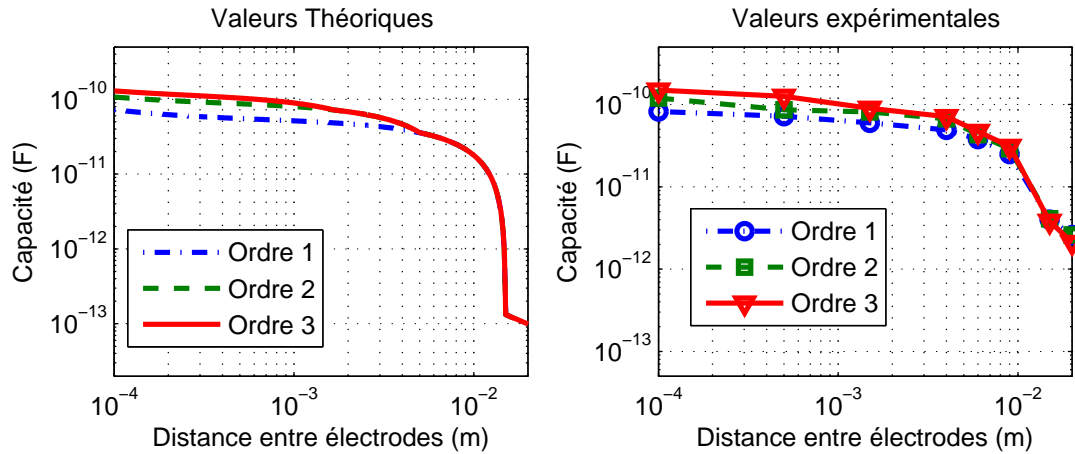 Valeurs Théoriques
Capacité (F)
10⁻¹⁰
10⁻¹¹
10⁻¹²
10⁻¹³
Ordre 1
Ordre 2
Ordre 3
10⁻⁴
10⁻³
10⁻²
Distance entre électrodes (m)
Valeurs expérimentales
Capacité (F)
10⁻¹⁰
10⁻¹¹
10⁻¹²
10⁻¹³
Ordre 1
Ordre 2
Ordre 3
10⁻⁴
10⁻³
10⁻²
Distance entre électrodes (m)